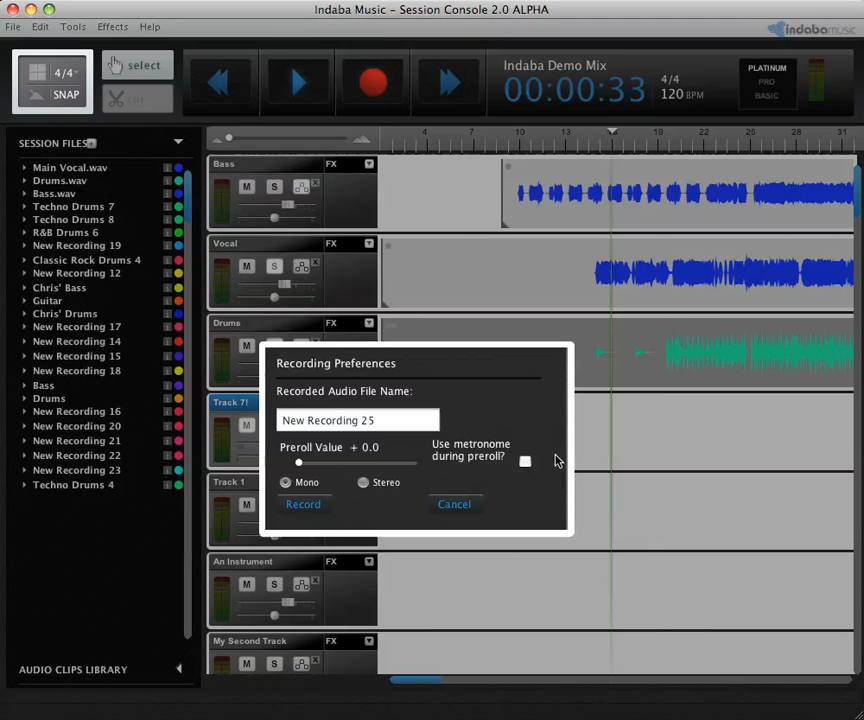 Indaba Music - Session Console 2.0 ALPHA
File Edit Tools Effects Help
indabamusic
4/4
SNAP
select
cut
Indaba Demo Mix
00:00:33
4/4
120 BPM
PLATINUM
PRO
BASIC
SESSION FILES
Main Vocal.wav
Drums.wav
Bass.wav
Techno Drums 7
Techno Drums 8
R&B Drums 6
New Recording 19
Classic Rock Drums 4
New Recording 12
Chris' Bass
Guitar
Chris' Drums
New Recording 17
New Recording 14
New Recording 15
New Recording 18
Bass
Drums
New Recording 16
New Recording 20
New Recording 21
New Recording 22
New Recording 23
Techno Drums 4
AUDIO CLIPS LIBRARY
4 7 10 13 19 22 25 28 31
Bass FX
M S X
Vocal FX
M S X
Drums FX
M
Track 7!
M
Track 1
M
An Instrument FX
M S X
My Second Track FX
M S X
Recording Preferences
Recorded Audio File Name:
New Recording 25
Preroll Value + 0.0
Use metronome
during preroll?
Mono Stereo
Record Cancel